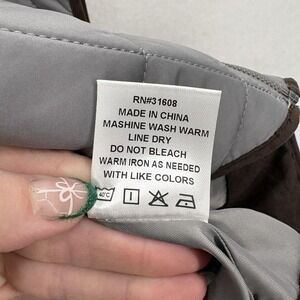 RN#31608
MADE IN CHINA
MASHINE WASH WARM
LINE DRY
DO NOT BLEACH
WARM IRON AS NEEDED
WITH LIKE COLORS
40°C